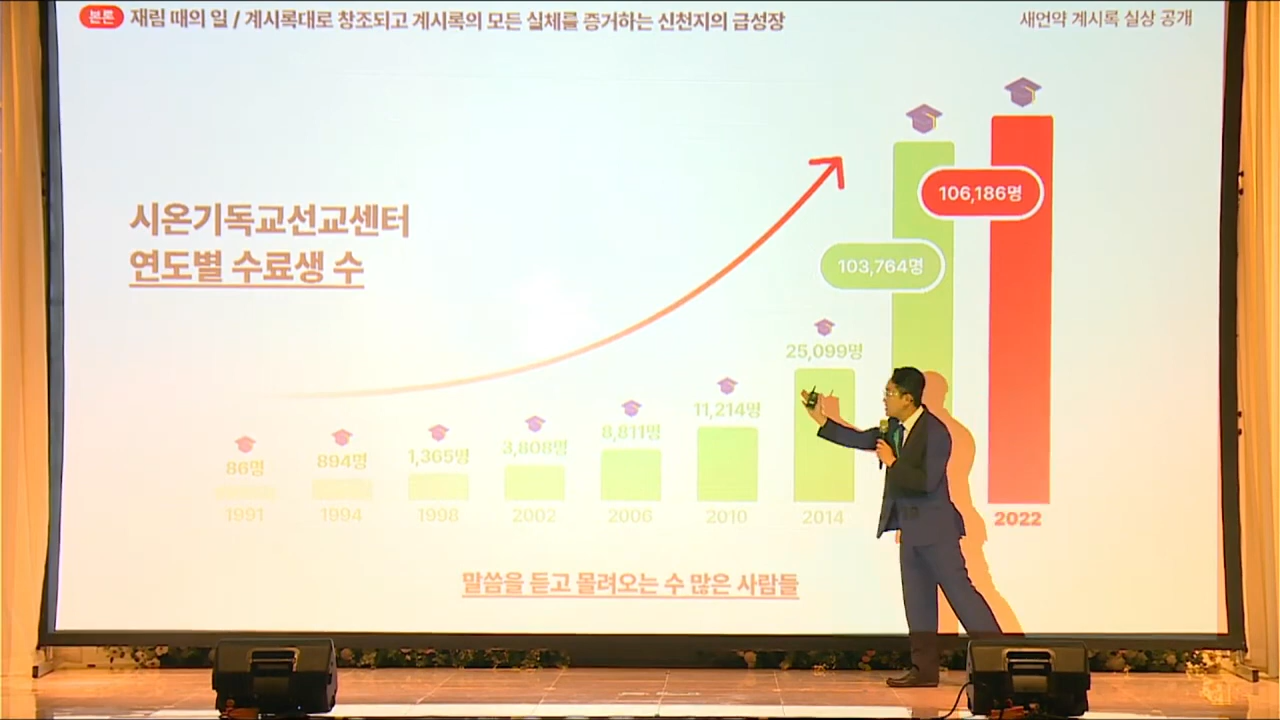 본론 재림 때의 일 / 계시록대로 창조되고 계시록의 모든 실체를 증거하는 신천지의 급성장
새언약 계시록 실상 공개
시온기독교선교센터
연도별 수료생 수
86명
894명
1,365명
3,808명
8,811명
11,214명
25,099명
103,764명
106,186명
1991
1994
1998
2002
2006
2010
2014
2022
말씀을 듣고 몰려오는 수 많은 사람들